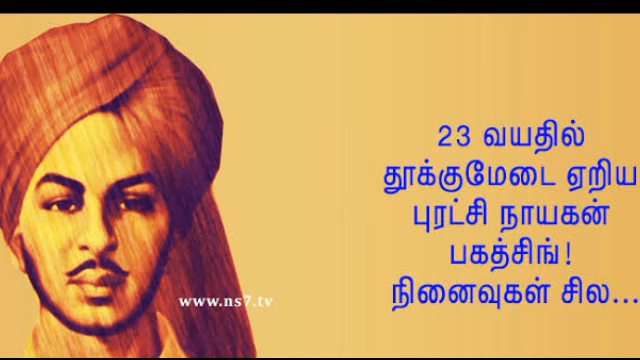 23 வயதில்
தூக்குமேடை ஏறிய
புரட்சி நாயகன்
பகத்சிங்!
நினைவுகள் சில...
www.ns7.tv